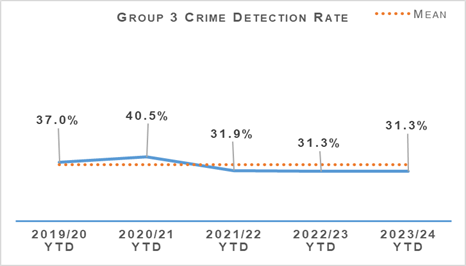 GROUP 3 CRIME DETECTION RATE
MEAN
37.0%
40.5%
31.9%
31.3%
31.3%
2019/20 2020/21 2021/22 2022/23 2023/24
YTD YTD YTD YTD YTD